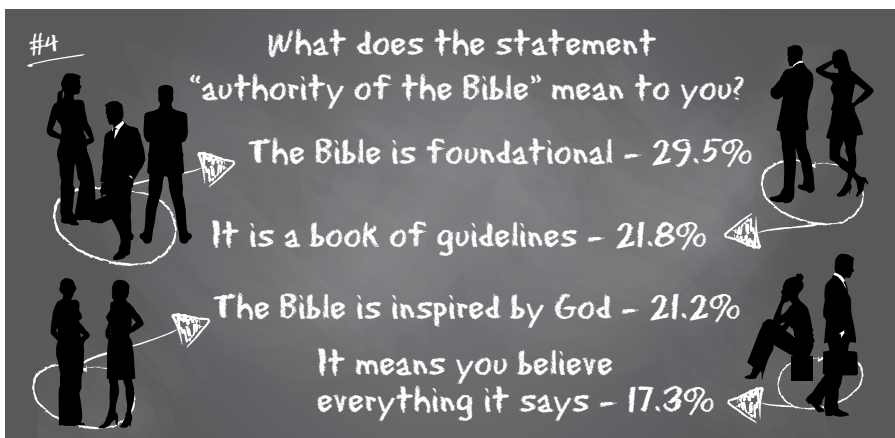 #4
What does the statement
“authority of the Bible” mean to you?
The Bible is foundational - 29.5%
It is a book of guidelines - 21.8%
The Bible is inspired by God - 21.2%
It means you believe
everything it says - 17.3%